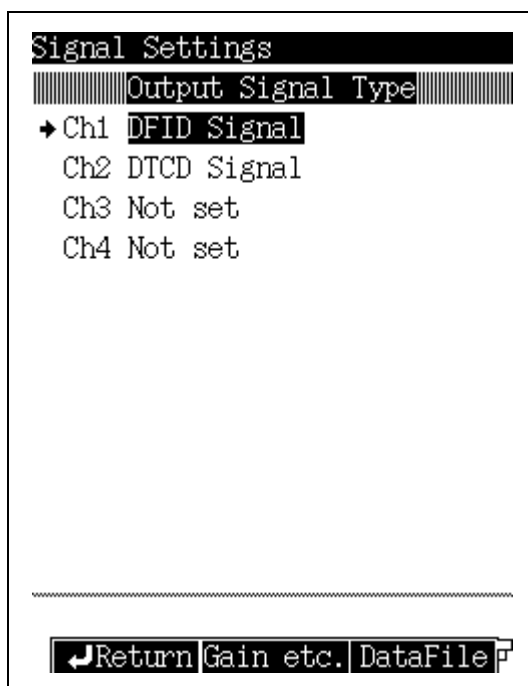 Signal Settings
Output Signal Type
Ch1 DFID Signal
Ch2 DTCD Signal
Ch3 Not set
Ch4 Not set
Return Gain etc. DataFile